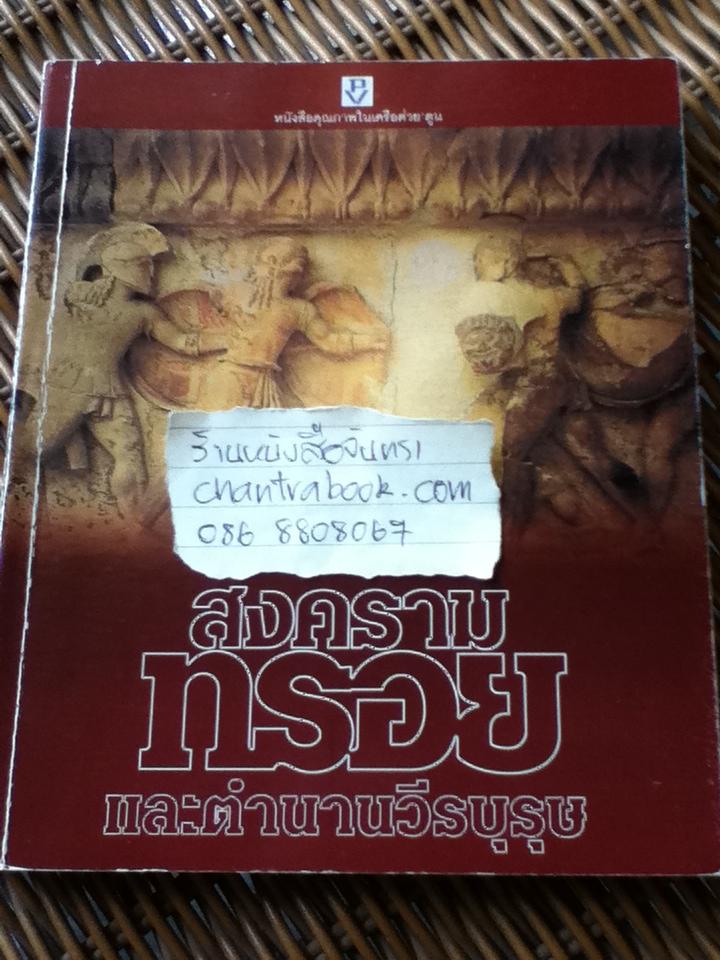 PV
หนังสือคุณภาพในเครือต่วย'ตูน
ร้านหนังสือจันทรา
chantrabook.com
086 8808067
สงคราม
ทรอย
และตำนานวีรบุรุษ